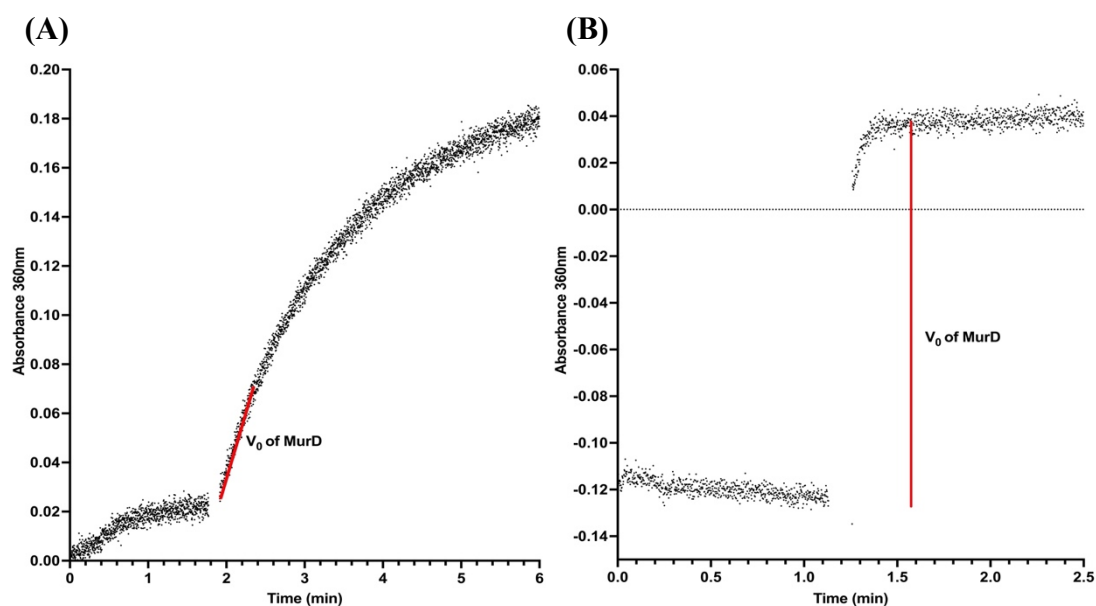 (A)
0.20
0.18
0.16
0.14
0.12
0.10
0.08
0.06
0.04
0.02
0.00
Absorbance 360nm
V0 of MurD
0 1 2 3 4 5 6
Time (min)
(B)
0.06
0.04
0.02
0.00
-0.02
-0.04
-0.06
-0.08
-0.10
-0.12
-0.14
Absorbance 360nm
V0 of MurD
0.0 0.5 1.0 1.5 2.0 2.5
Time (min)